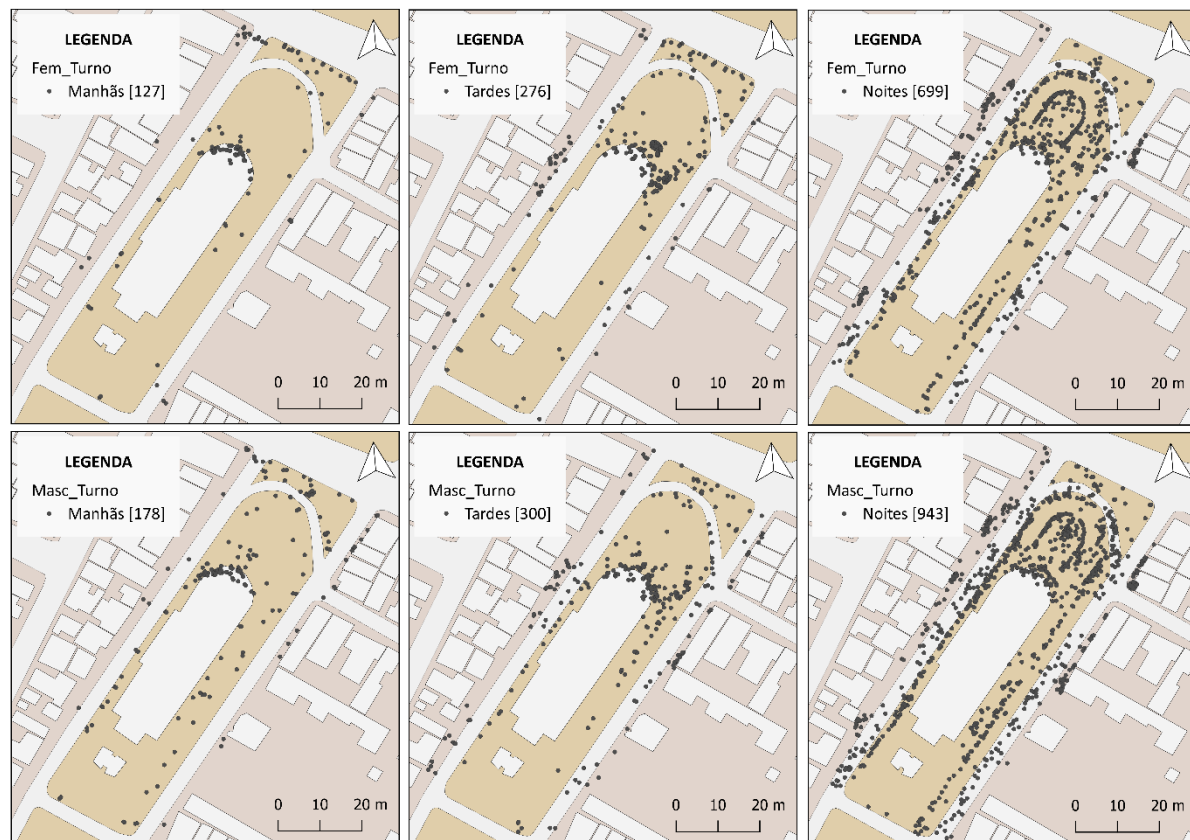 LEGENDA
Fem_Turno
Manhãs [127]
0 10 20 m
LEGENDA
Fem_Turno
Tardes [276]
0 10 20 m
LEGENDA
Fem_Turno
Noites [699]
0 10 20 m
LEGENDA
Masc_Turno
Manhãs [178]
0 10 20 m
LEGENDA
Masc_Turno
Tardes [300]
0 10 20 m
LEGENDA
Masc_Turno
Noites [943]
0 10 20 m